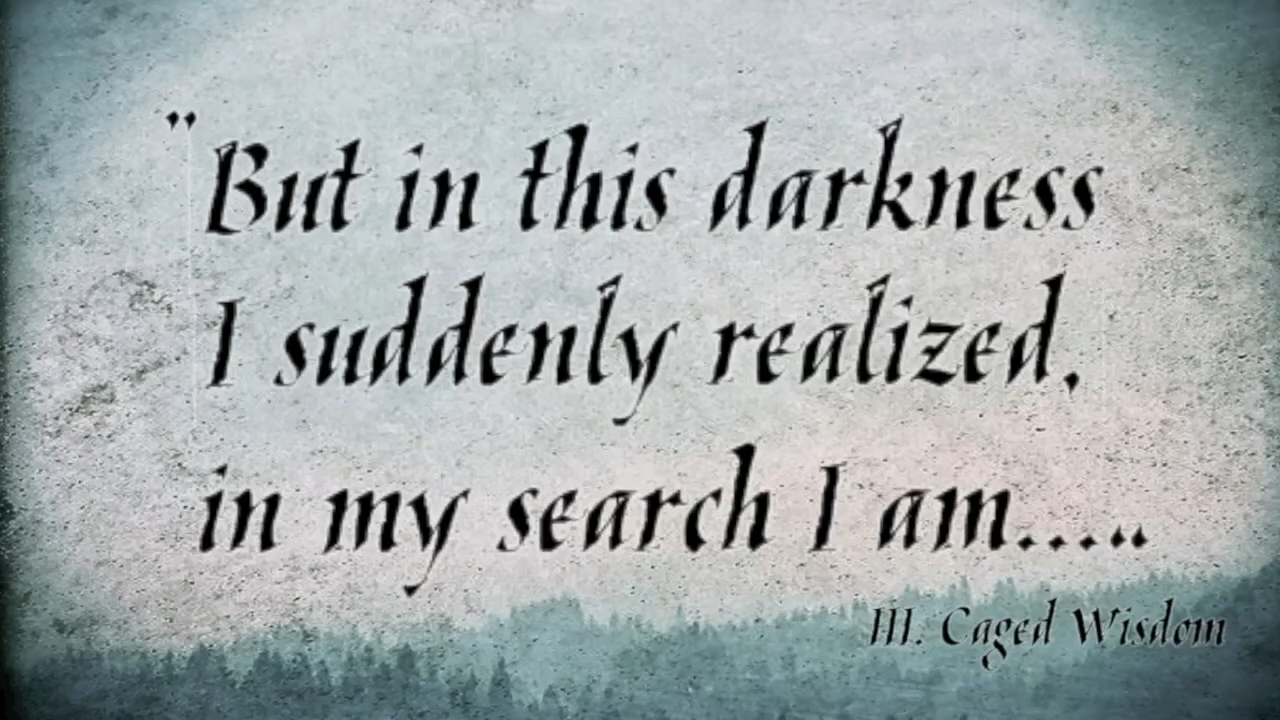 "But in this darkness
I suddenly realized,
in my search I am.....
III. Caged Wisdom